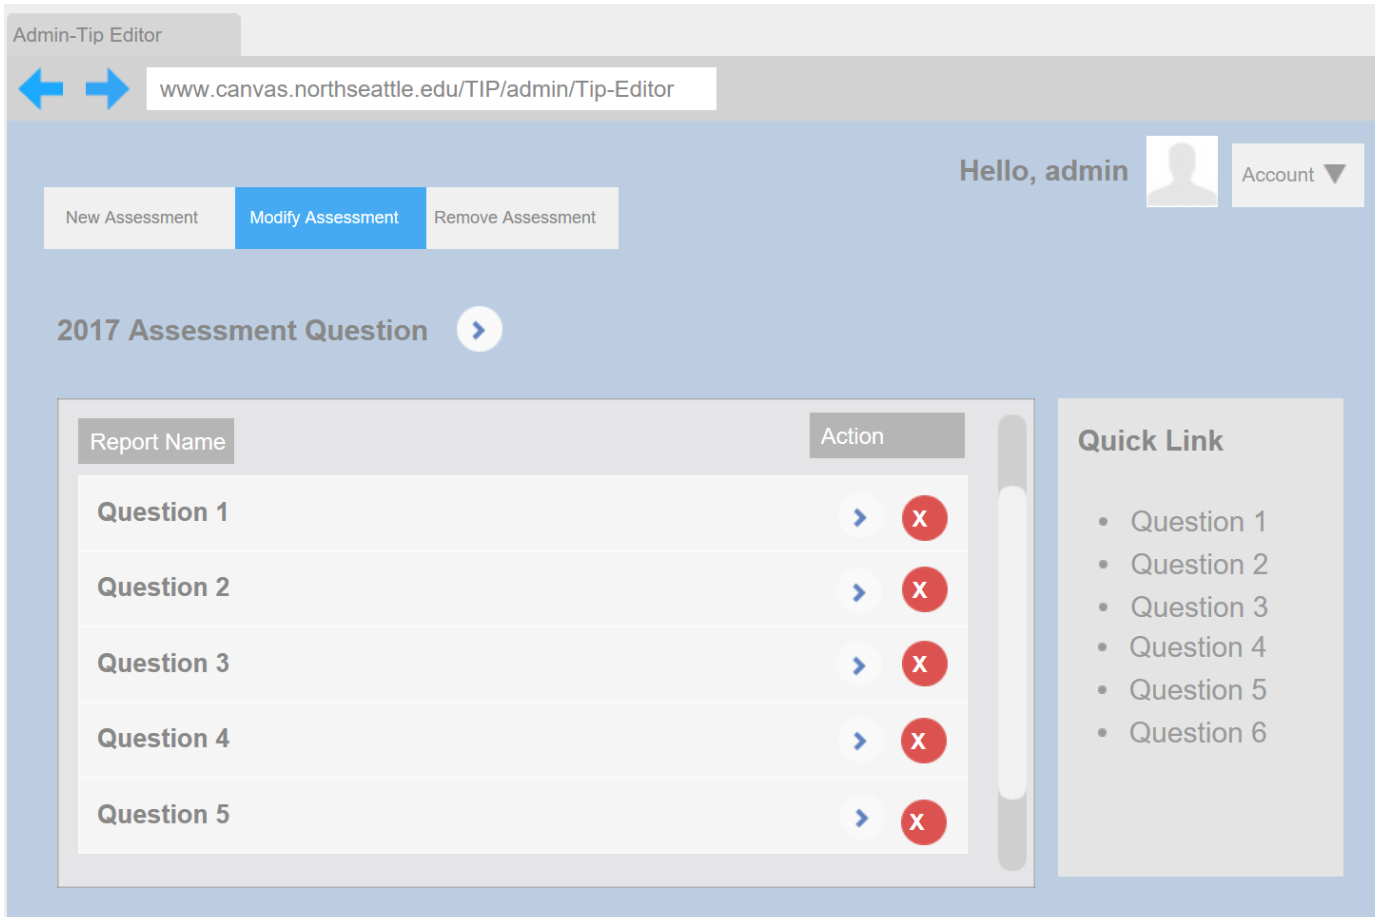 Admin-Tip Editor
www.canvas.northseattle.edu/TIP/admin/Tip-Editor
Hello, admin
Account
New Assessment
Modify Assessment
Remove Assessment
2017 Assessment Question
Report Name
Action
Question 1
X
Question 2
X
Question 3
X
Question 4
X
Question 5
X
Quick Link
• Question 1
• Question 2
• Question 3
• Question 4
• Question 5
• Question 6